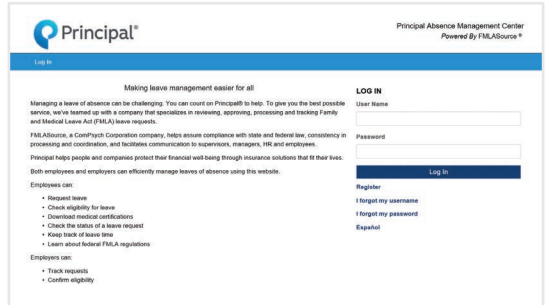 Principal®
Principal Absence Management Center
Powered By FMLASource ®
Log In
Making leave management easier for all
Managing a leave of absence can be challenging. You can count on Principal® to help. To give you the best possible
service, we've teamed up with a company that specializes in reviewing, approving, processing and tracking Family
and Medical Leave Act (FMLA) leave requests.
FMLASource, a ComPsych Corporation company, helps assure compliance with state and federal law, consistency in
processing and coordination, and facilitates communication to supervisors, managers, HR and employees.
Principal helps people and companies protect their financial well-being through insurance solutions that fit their lives.
Both employees and employers can efficiently manage leaves of absence using this website.
Employees can:
• Request leave
• Check eligibility for leave
• Download medical certifications
• Check the status of a leave request
• Keep track of leave time
• Learn about federal FMLA regulations
Employers can:
• Track requests
• Confirm eligibility
LOG IN
User Name
Password
Log In
Register
I forgot my username
I forgot my password
Español